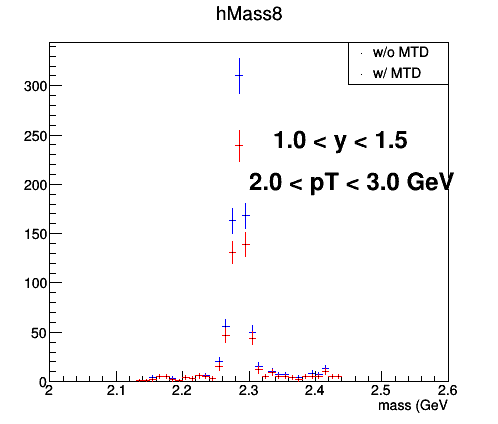 hMass8
w/o MTD
w/ MTD
300
250
200
150
100
50
0
1.0 < y < 1.5
2.0 < pT < 3.0 GeV
2 2.1 2.2 2.3 2.4 2.5 2.6
mass (GeV